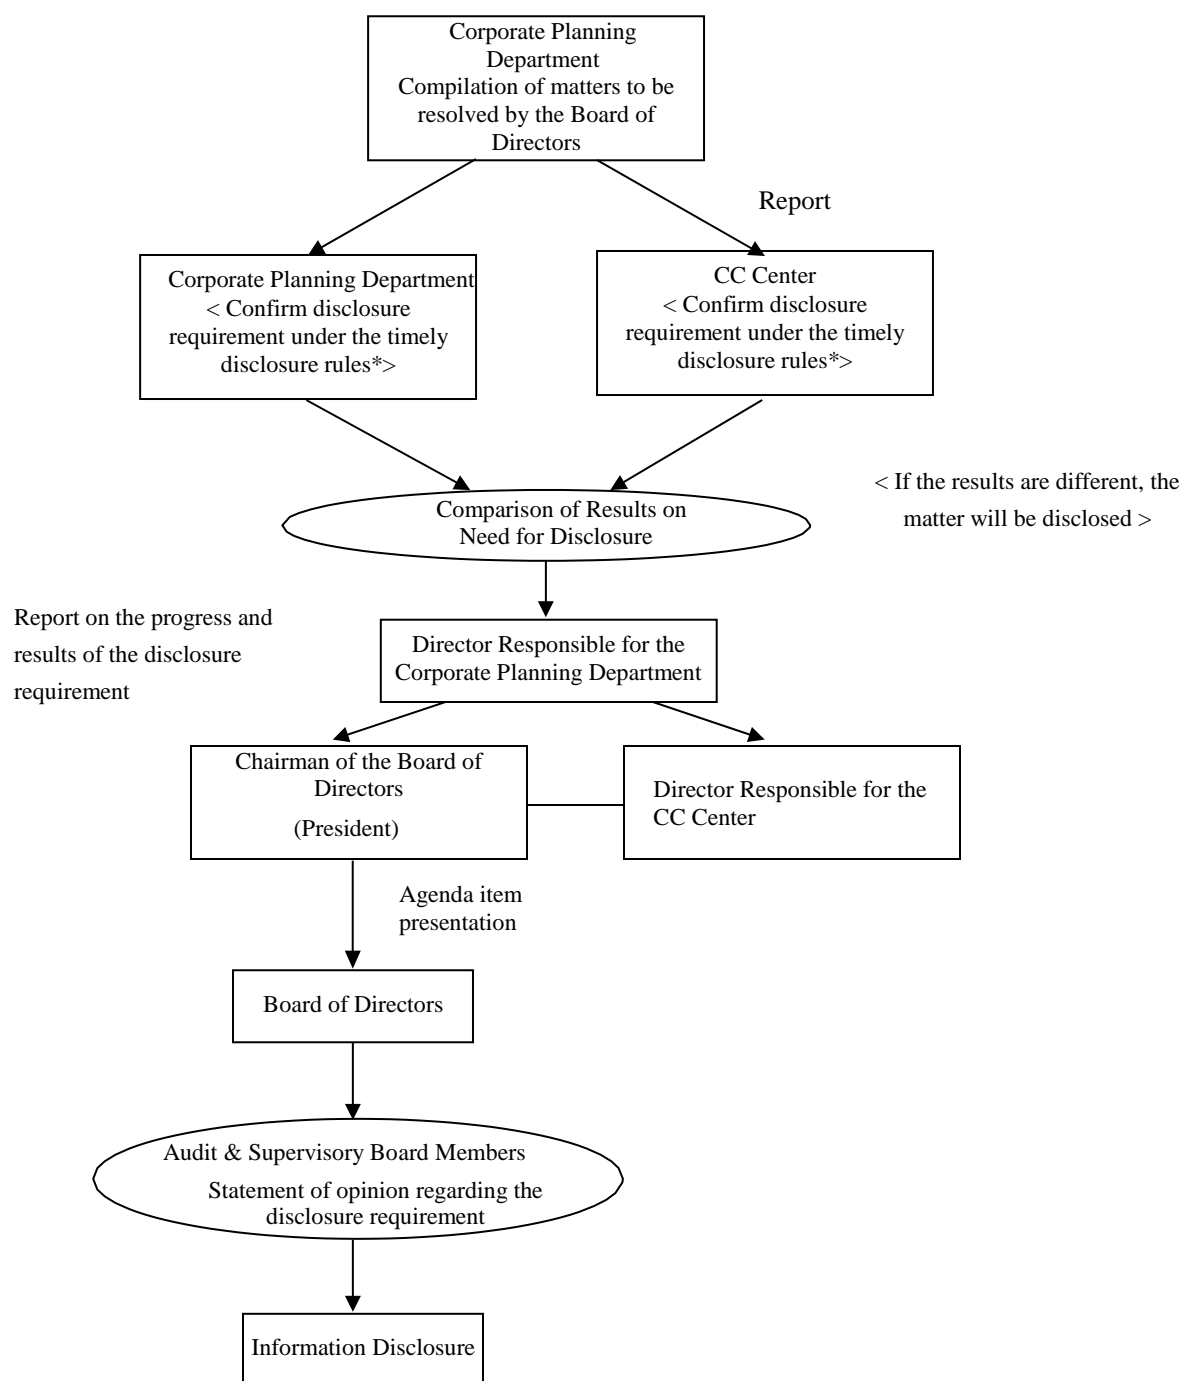 Corporate Planning
Department
Compilation of matters to be
resolved by the Board of
Directors
Report
Corporate Planning Department
< Confirm disclosure
requirement under the timely
disclosure rules*>
CC Center
< Confirm disclosure
requirement under the timely
disclosure rules*>
< If the results are different, the
matter will be disclosed >
Comparison of Results on
Need for Disclosure
Report on the progress and
results of the disclosure
requirement
Director Responsible for the
Corporate Planning Department
Chairman of the Board of
Directors
(President)
Director Responsible for the
CC Center
Agenda item
presentation
Board of Directors
Audit & Supervisory Board Members
Statement of opinion regarding the
disclosure requirement
Information Disclosure